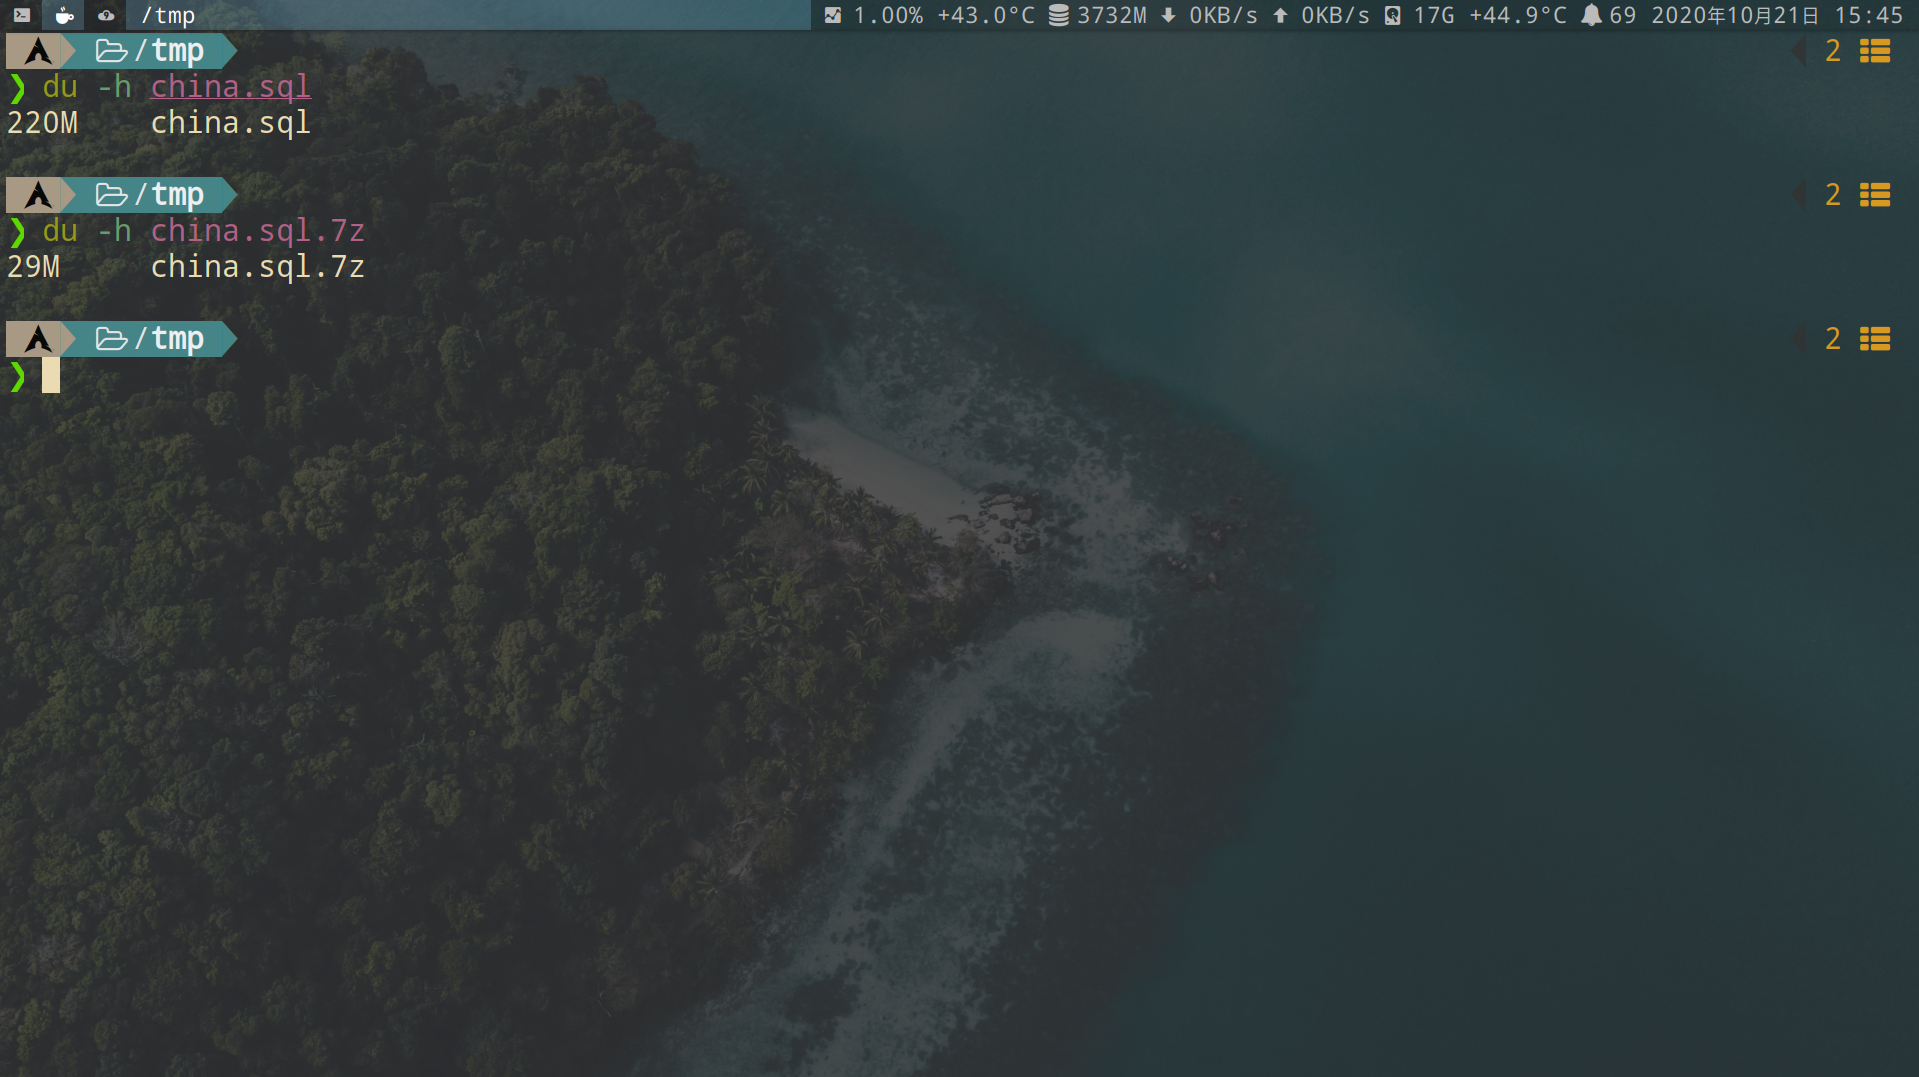 /tmp 1.00% +43.0°C 3732M 0KB/s 0KB/s 17G +44.9°C 69 2020年10月21日 15:45
/tmp 2
❯ du -h china.sql
220M china.sql
/tmp 2
❯ du -h china.sql.7z
29M china.sql.7z
/tmp 2
❯